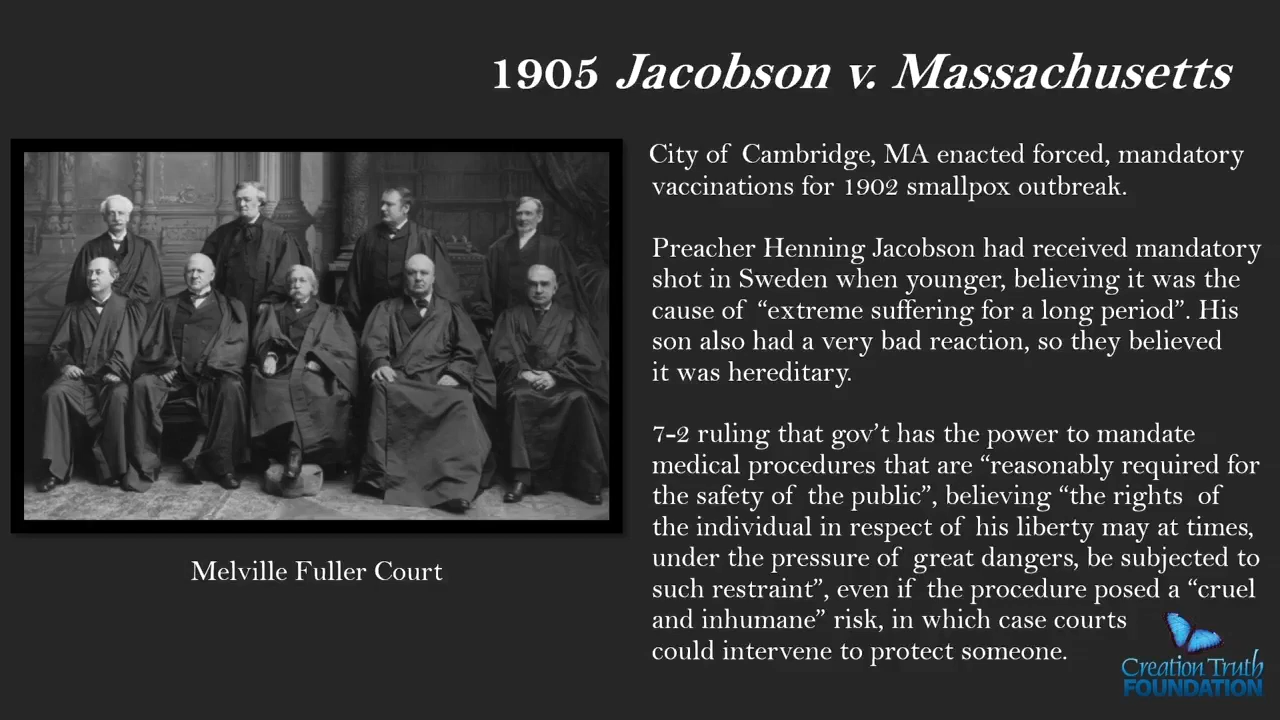 1905 Jacobson v. Massachusetts
City of Cambridge, MA enacted forced, mandatory
vaccinations for 1902 smallpox outbreak.
Preacher Henning Jacobson had received mandatory
shot in Sweden when younger, believing it was the
cause of “extreme suffering for a long period”. His
son also had a very bad reaction, so they believed
it was hereditary.
7-2 ruling that gov’t has the power to mandate
medical procedures that are “reasonably required for
the safety of the public”, believing “the rights of
the individual in respect of his liberty may at times,
under the pressure of great dangers, be subjected to
such restraint”, even if the procedure posed a “cruel
and inhumane” risk, in which case courts
could intervene to protect someone.
Melville Fuller Court
Creation Truth
FOUNDATION